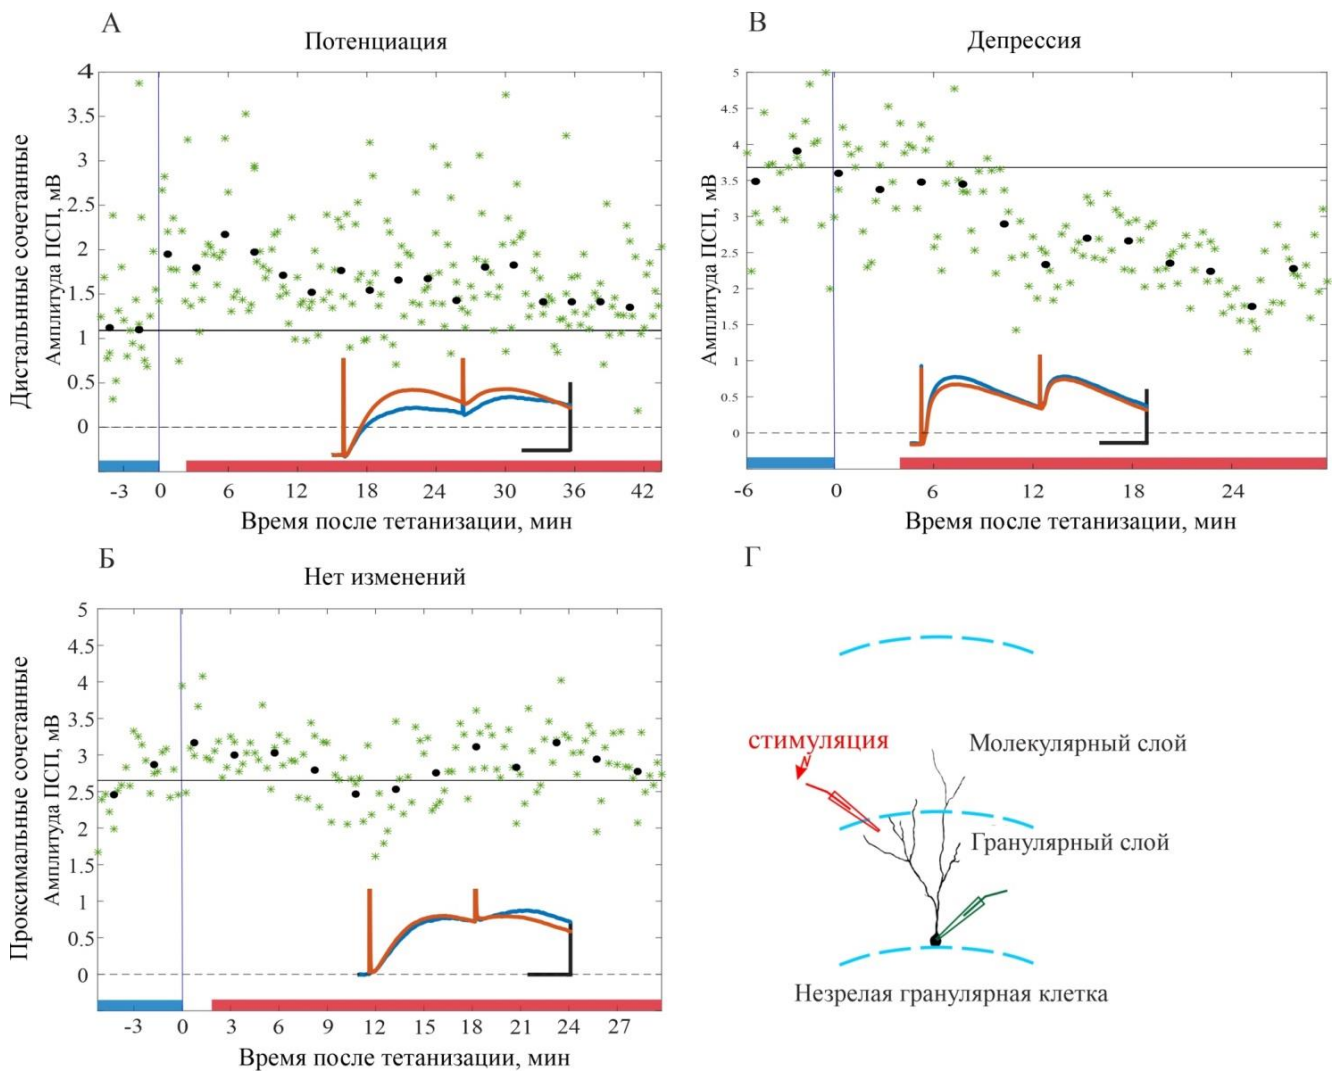 А
Потенциация
Дистальные сочетанные
Амплитуда ПСП, мВ
4
3.5
3
2.5
2
1.5
1
0.5
0
-3 0 6 12 18 24 30 36 42
Время после тетанизации, мин
В
Депрессия
Амплитуда ПСП, мВ
5
4.5
4
3.5
3
2.5
2
1.5
1
0.5
0
-6 0 6 12 18 24
Время после тетанизации, мин
Б
Нет изменений
Проксимальные сочетанные
Амплитуда ПСП, мВ
5
4.5
4
3.5
3
2.5
2
1.5
1
0.5
0
-3 0 3 6 9 12 15 18 21 24 27
Время после тетанизации, мин
Г
стимуляция
Молекулярный слой
Гранулярный слой
Незрелая гранулярная клетка